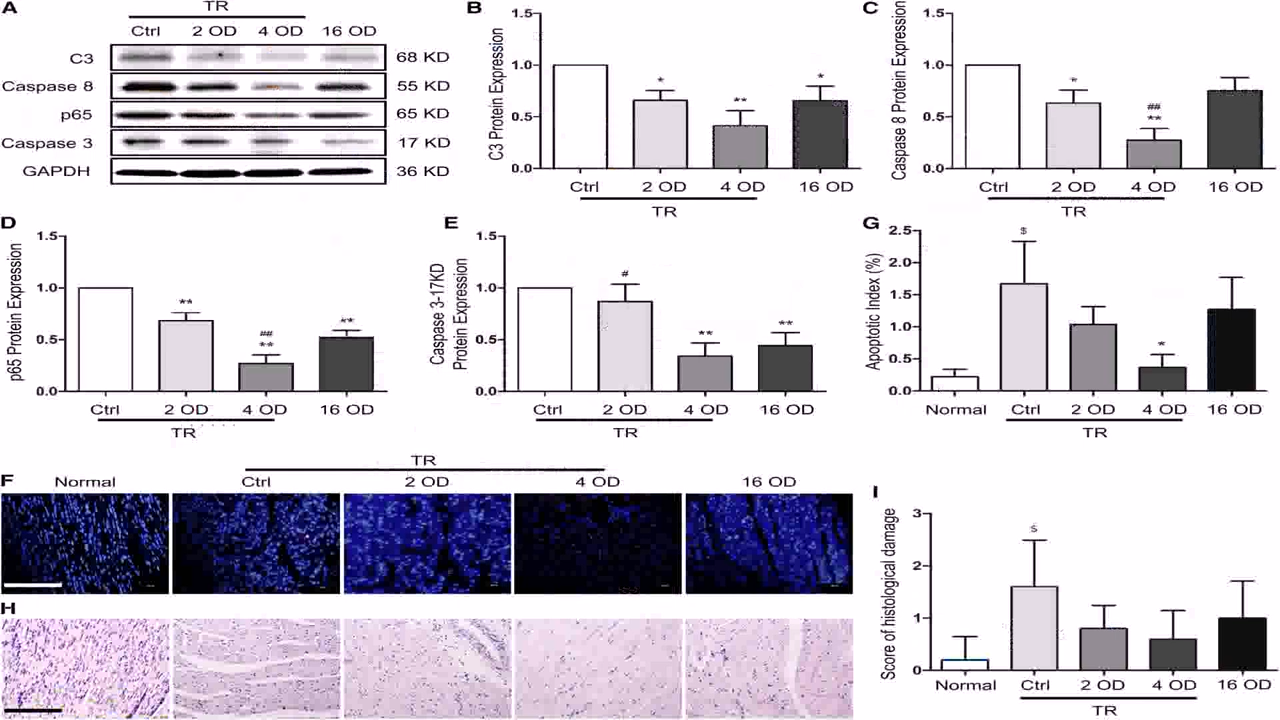 A
TR
Ctrl 2 OD 4 OD 16 OD
C3 68 KD
Caspase 8 55 KD
p65 65 KD
Caspase 3 17 KD
GAPDH 36 KD
B
C3 Protein Expression
1.5
1.0
0.5
0.0
*
**
*
Ctrl 2 OD 4 OD 16 OD
TR
C
Caspase 8 Protein Expression
1.5
1.0
0.5
0.0
*
##
**
Ctrl 2 OD 4 OD 16 OD
TR
D
p65 Protein Expression
1.5
1.0
0.5
0.0
**
##
**
**
Ctrl 2 OD 4 OD 16 OD
TR
E
Caspase 3-17KD
Protein Expression
1.5
1.0
0.5
0.0
#
**
**
Ctrl 2 OD 4 OD 16 OD
TR
G
Apoptotic Index (%)
2.5
2.0
1.5
1.0
0.5
0.0
$
*
Normal Ctrl 2 OD 4 OD 16 OD
TR
F
TR
Normal Ctrl 2 OD 4 OD 16 OD
H
I
Score of histological damage
3
2
1
0
$
Normal Ctrl 2 OD 4 OD 16 OD
TR